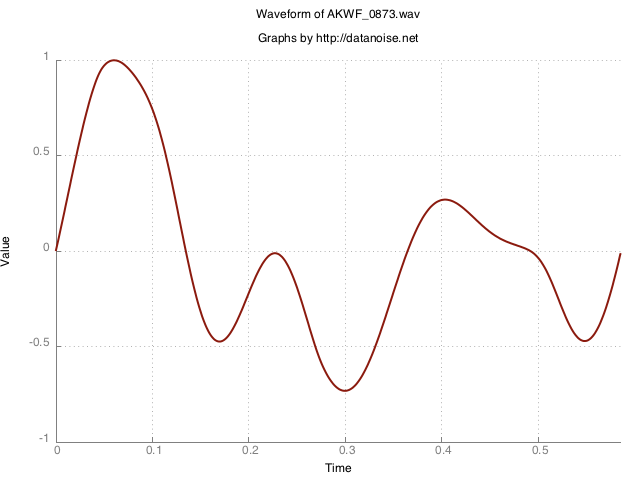 Waveform of AKWF_0873.wav
Graphs by http://datanoise.net
1
0.5
0
-0.5
-1
Value
0 0.1 0.2 0.3 0.4 0.5
Time